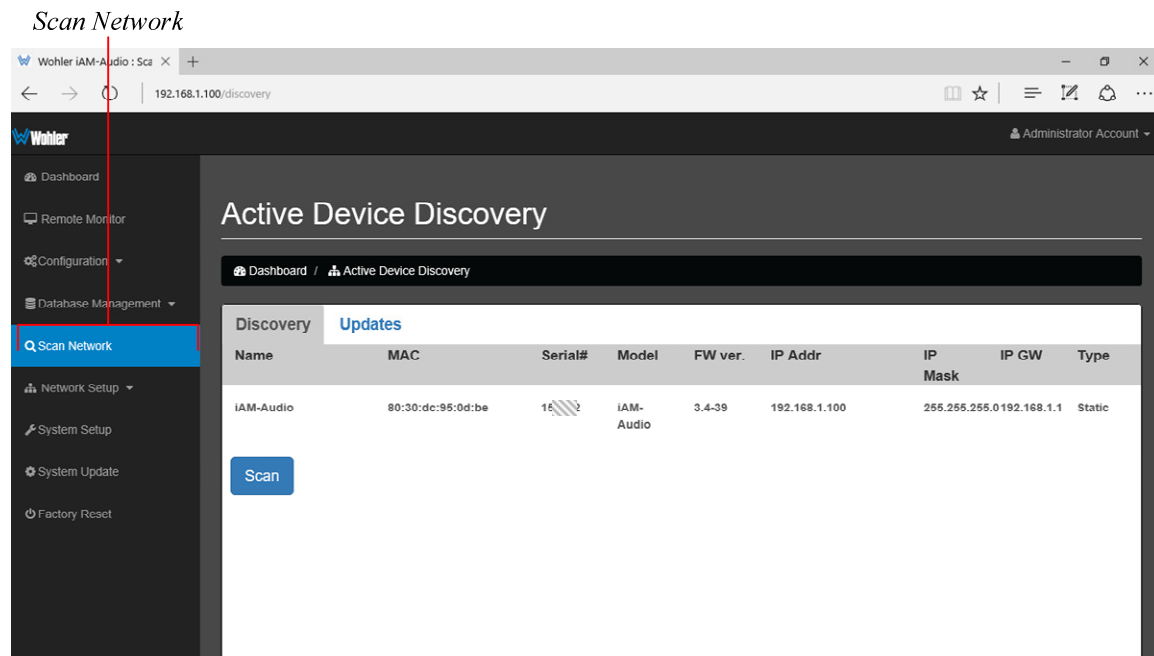 Scan Network
Wohler iAM-Audio : Sca
192.168.1.100/discovery
Wohler
Administrator Account
Dashboard
Remote Monitor
Configuration
Database Management
Scan Network
Network Setup
System Setup
System Update
Factory Reset
Active Device Discovery
Dashboard / Active Device Discovery
Discovery Updates
Name MAC Serial# Model FW ver. IP Addr IP Mask IP GW Type
iAM-Audio 80:30:dc:95:0d:be iAM-Audio 3.4-39 192.168.1.100 255.255.255.0 192.168.1.1 Static
Scan